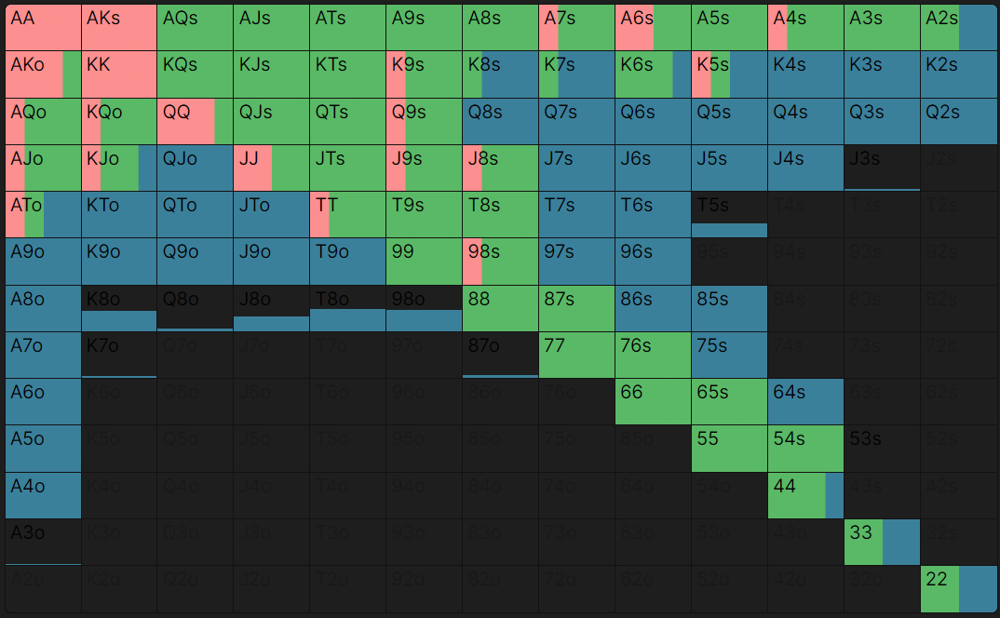 AA AKs AQs AJs ATs A9s A8s A7s A6s A5s A4s A3s A2s
AKo KK KQs KJs KTs K9s K8s K7s K6s K5s K4s K3s K2s
AQo KQo QQ QJs QTs Q9s Q8s Q7s Q6s Q5s Q4s Q3s Q2s
AJo KJo QJo JJ JTs J9s J8s J7s J6s J5s J4s J3s J2s
ATo KTo QTo JTo TT T9s T8s T7s T6s T5s T4s T3s T2s
A9o K9o Q9o J9o T9o 99 98s 97s 96s 95s 94s 93s 92s
A8o K8o Q8o J8o T8o 98o 88 87s 86s 85s 84s 83s 82s
A7o K7o Q7o J7o T7o 97o 87o 77 76s 75s 74s 73s 72s
A6o K6o Q6o J6o T6o 96o 86o 76o 66 65s 64s 63s 62s
A5o K5o Q5o J5o T5o 95o 85o 75o 65o 55 54s 53s 52s
A4o K4o Q4o J4o T4o 94o 84o 74o 64o 54o 44 43s 42s
A3o K3o Q3o J3o T3o 93o 83o 73o 63o 53o 43o 33 32s
A2o K2o Q2o J2o T2o 92o 82o 72o 62o 52o 42o 32o 22